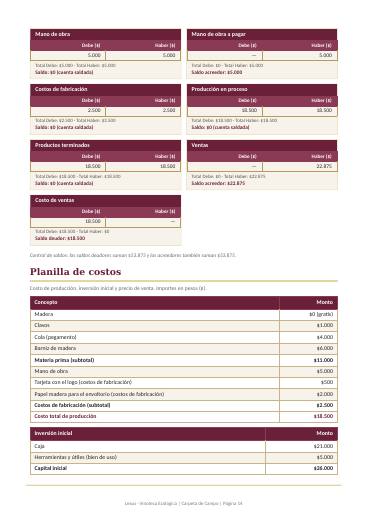 Mano de obra
Debe ($) Haber ($)
5.000 5.000
Total Debe: $5.000 · Total Haber: $5.000
Saldo: $0 (cuenta saldada)
Mano de obra a pagar
Debe ($) Haber ($)
— 5.000
Total Debe: $0 · Total Haber: $5.000
Saldo acreedor: $5.000
Costos de fabricación
Debe ($) Haber ($)
2.500 2.500
Total Debe: $2.500 · Total Haber: $2.500
Saldo: $0 (cuenta saldada)
Producción en proceso
Debe ($) Haber ($)
18.500 18.500
Total Debe: $18.500 · Total Haber: $18.500
Saldo: $0 (cuenta saldada)
Productos terminados
Debe ($) Haber ($)
18.500 18.500
Total Debe: $18.500 · Total Haber: $18.500
Saldo: $0 (cuenta saldada)
Ventas
Debe ($) Haber ($)
— 22.875
Total Debe: $0 · Total Haber: $22.875
Saldo acreedor: $22.875
Costo de ventas
Debe ($) Haber ($)
18.500 —
Total Debe: $18.500 · Total Haber: $0
Saldo deudor: $18.500
Control de saldos: los saldos deudores suman $53.875 y los acreedores también suman $53.875.
Planilla de costos
Costo de producción, inversión inicial y precio de venta. Importes en pesos ($).
Concepto Monto
Madera $0 (gratis)
Clavos $1.000
Cola (pegamento) $4.000
Barniz de madera $6.000
Materia prima (subtotal) $11.000
Mano de obra $5.000
Tarjeta con el logo (costos de fabricación) $500
Papel madera para el envoltorio (costos de fabricación) $2.000
Costos de fabricación (subtotal) $2.500
Costo total de producción $18.500
Inversión inicial Monto
Caja $21.000
Herramientas y útiles (bien de uso) $5.000
Capital inicial $26.000
Ecológica | Carpeta de Campo | Página 14